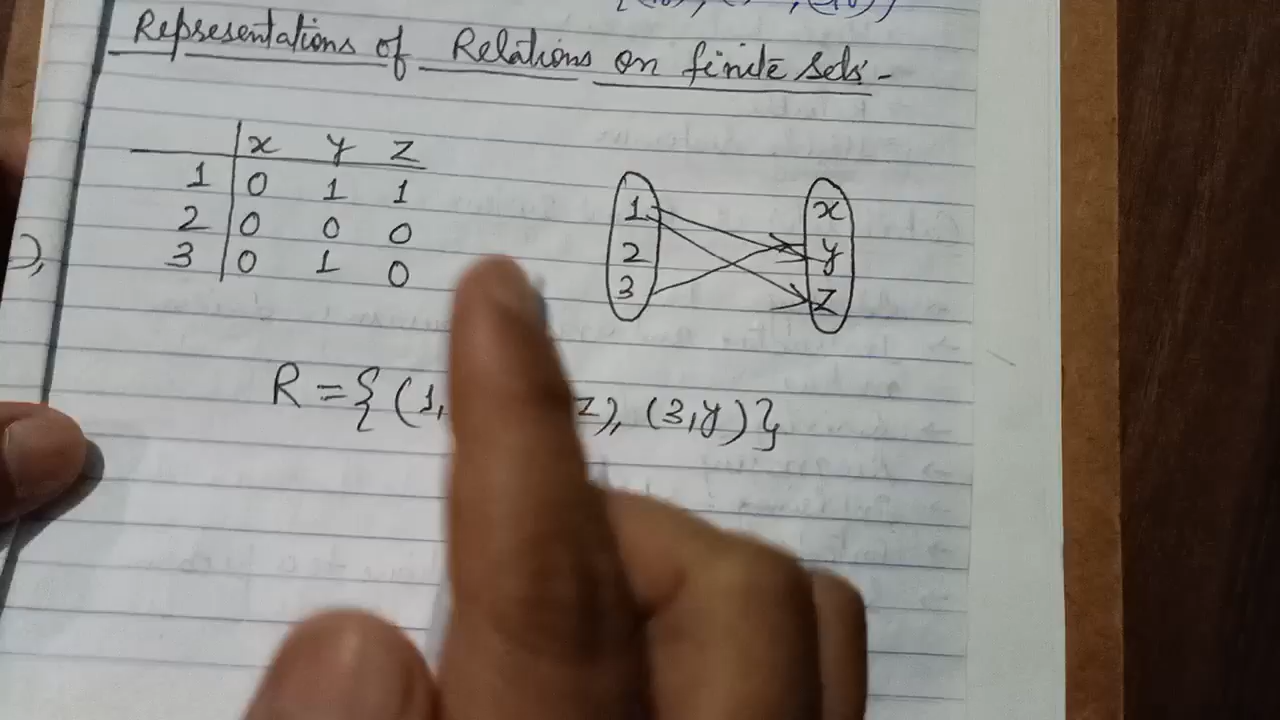 Representations of Relations on finite sets -
x y z
1 0 1 1
2 0 0 0
3 0 1 0
1 x
2 y
3 z
R = { (1, z), (3,y) }